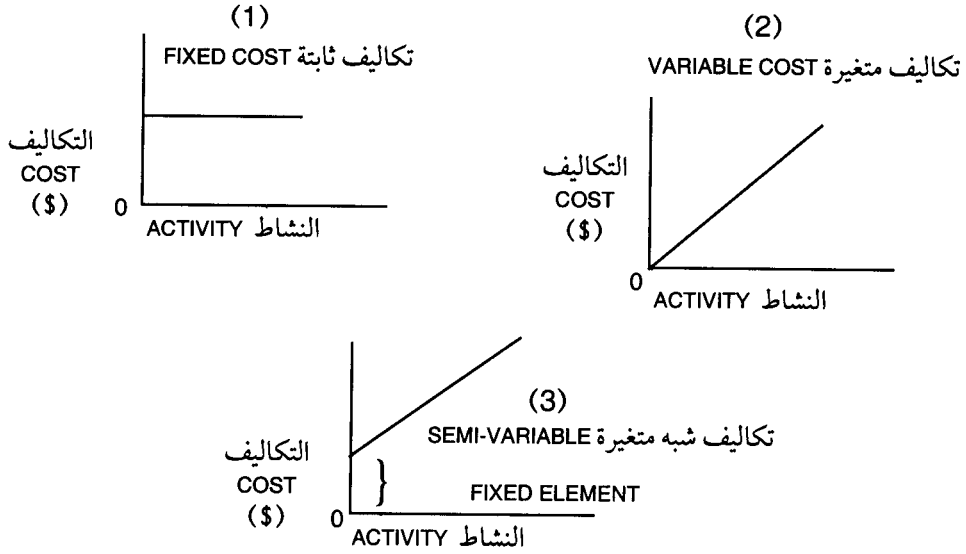 (1)
FIXED COST تكاليف ثابتة
التكاليف
COST
($)
0
ACTIVITY النشاط
(2)
VARIABLE COST تكاليف متغيرة
التكاليف
COST
($)
0
ACTIVITY النشاط
(3)
SEMI-VARIABLE تكاليف شبه متغيرة
التكاليف
COST
($)
}
FIXED ELEMENT
0
ACTIVITY النشاط